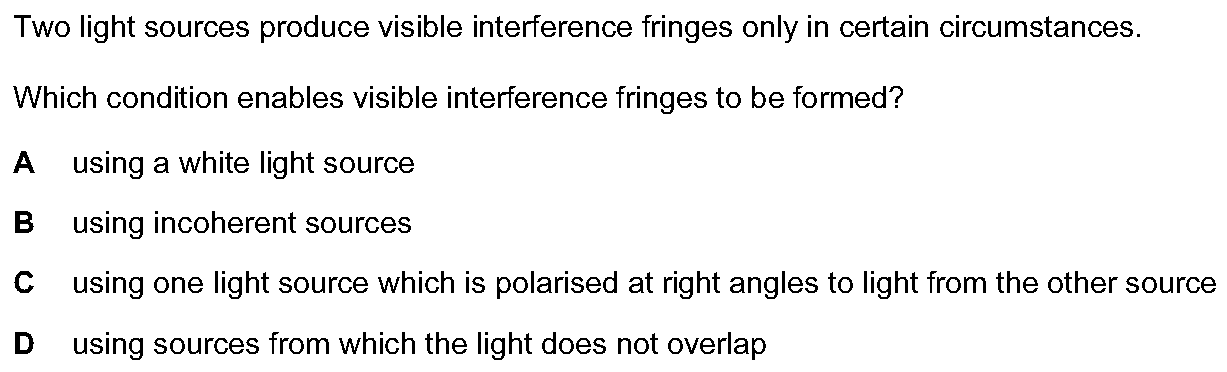 Two light sources produce visible interference fringes only in certain circumstances.
Which condition enables visible interference fringes to be formed?
A using a white light source
B using incoherent sources
C using one light source which is polarised at right angles to light from the other source
D using sources from which the light does not overlap